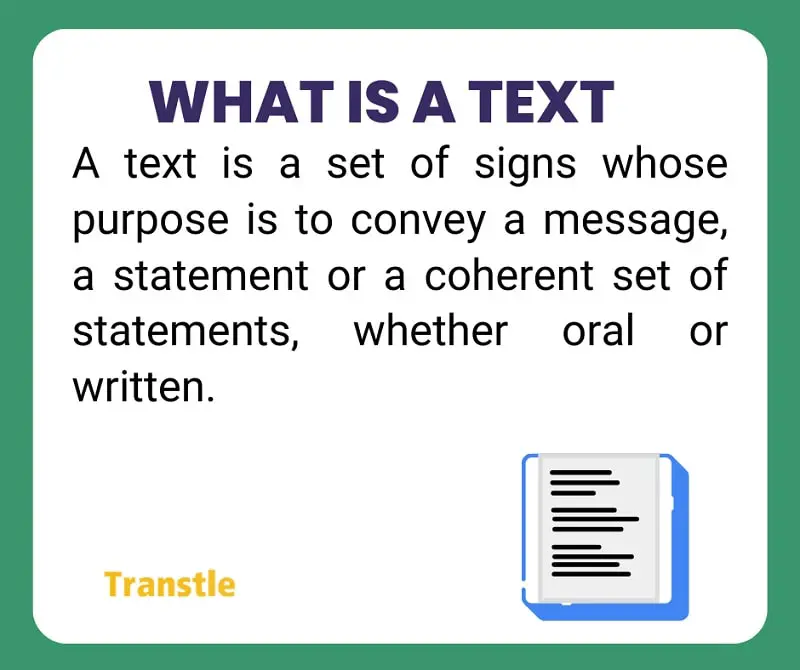 WHAT IS A TEXT
A text is a set of signs whose
purpose is to convey a message,
a statement or a coherent set of
statements, whether oral or
written.
Transtle